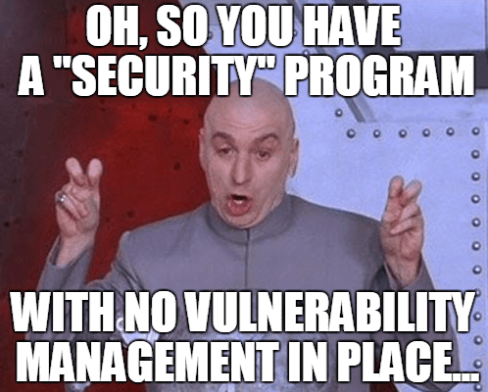 OH, SO YOU HAVE
A "SECURITY" PROGRAM
WITH NO VULNERABILITY
MANAGEMENT IN PLACE...